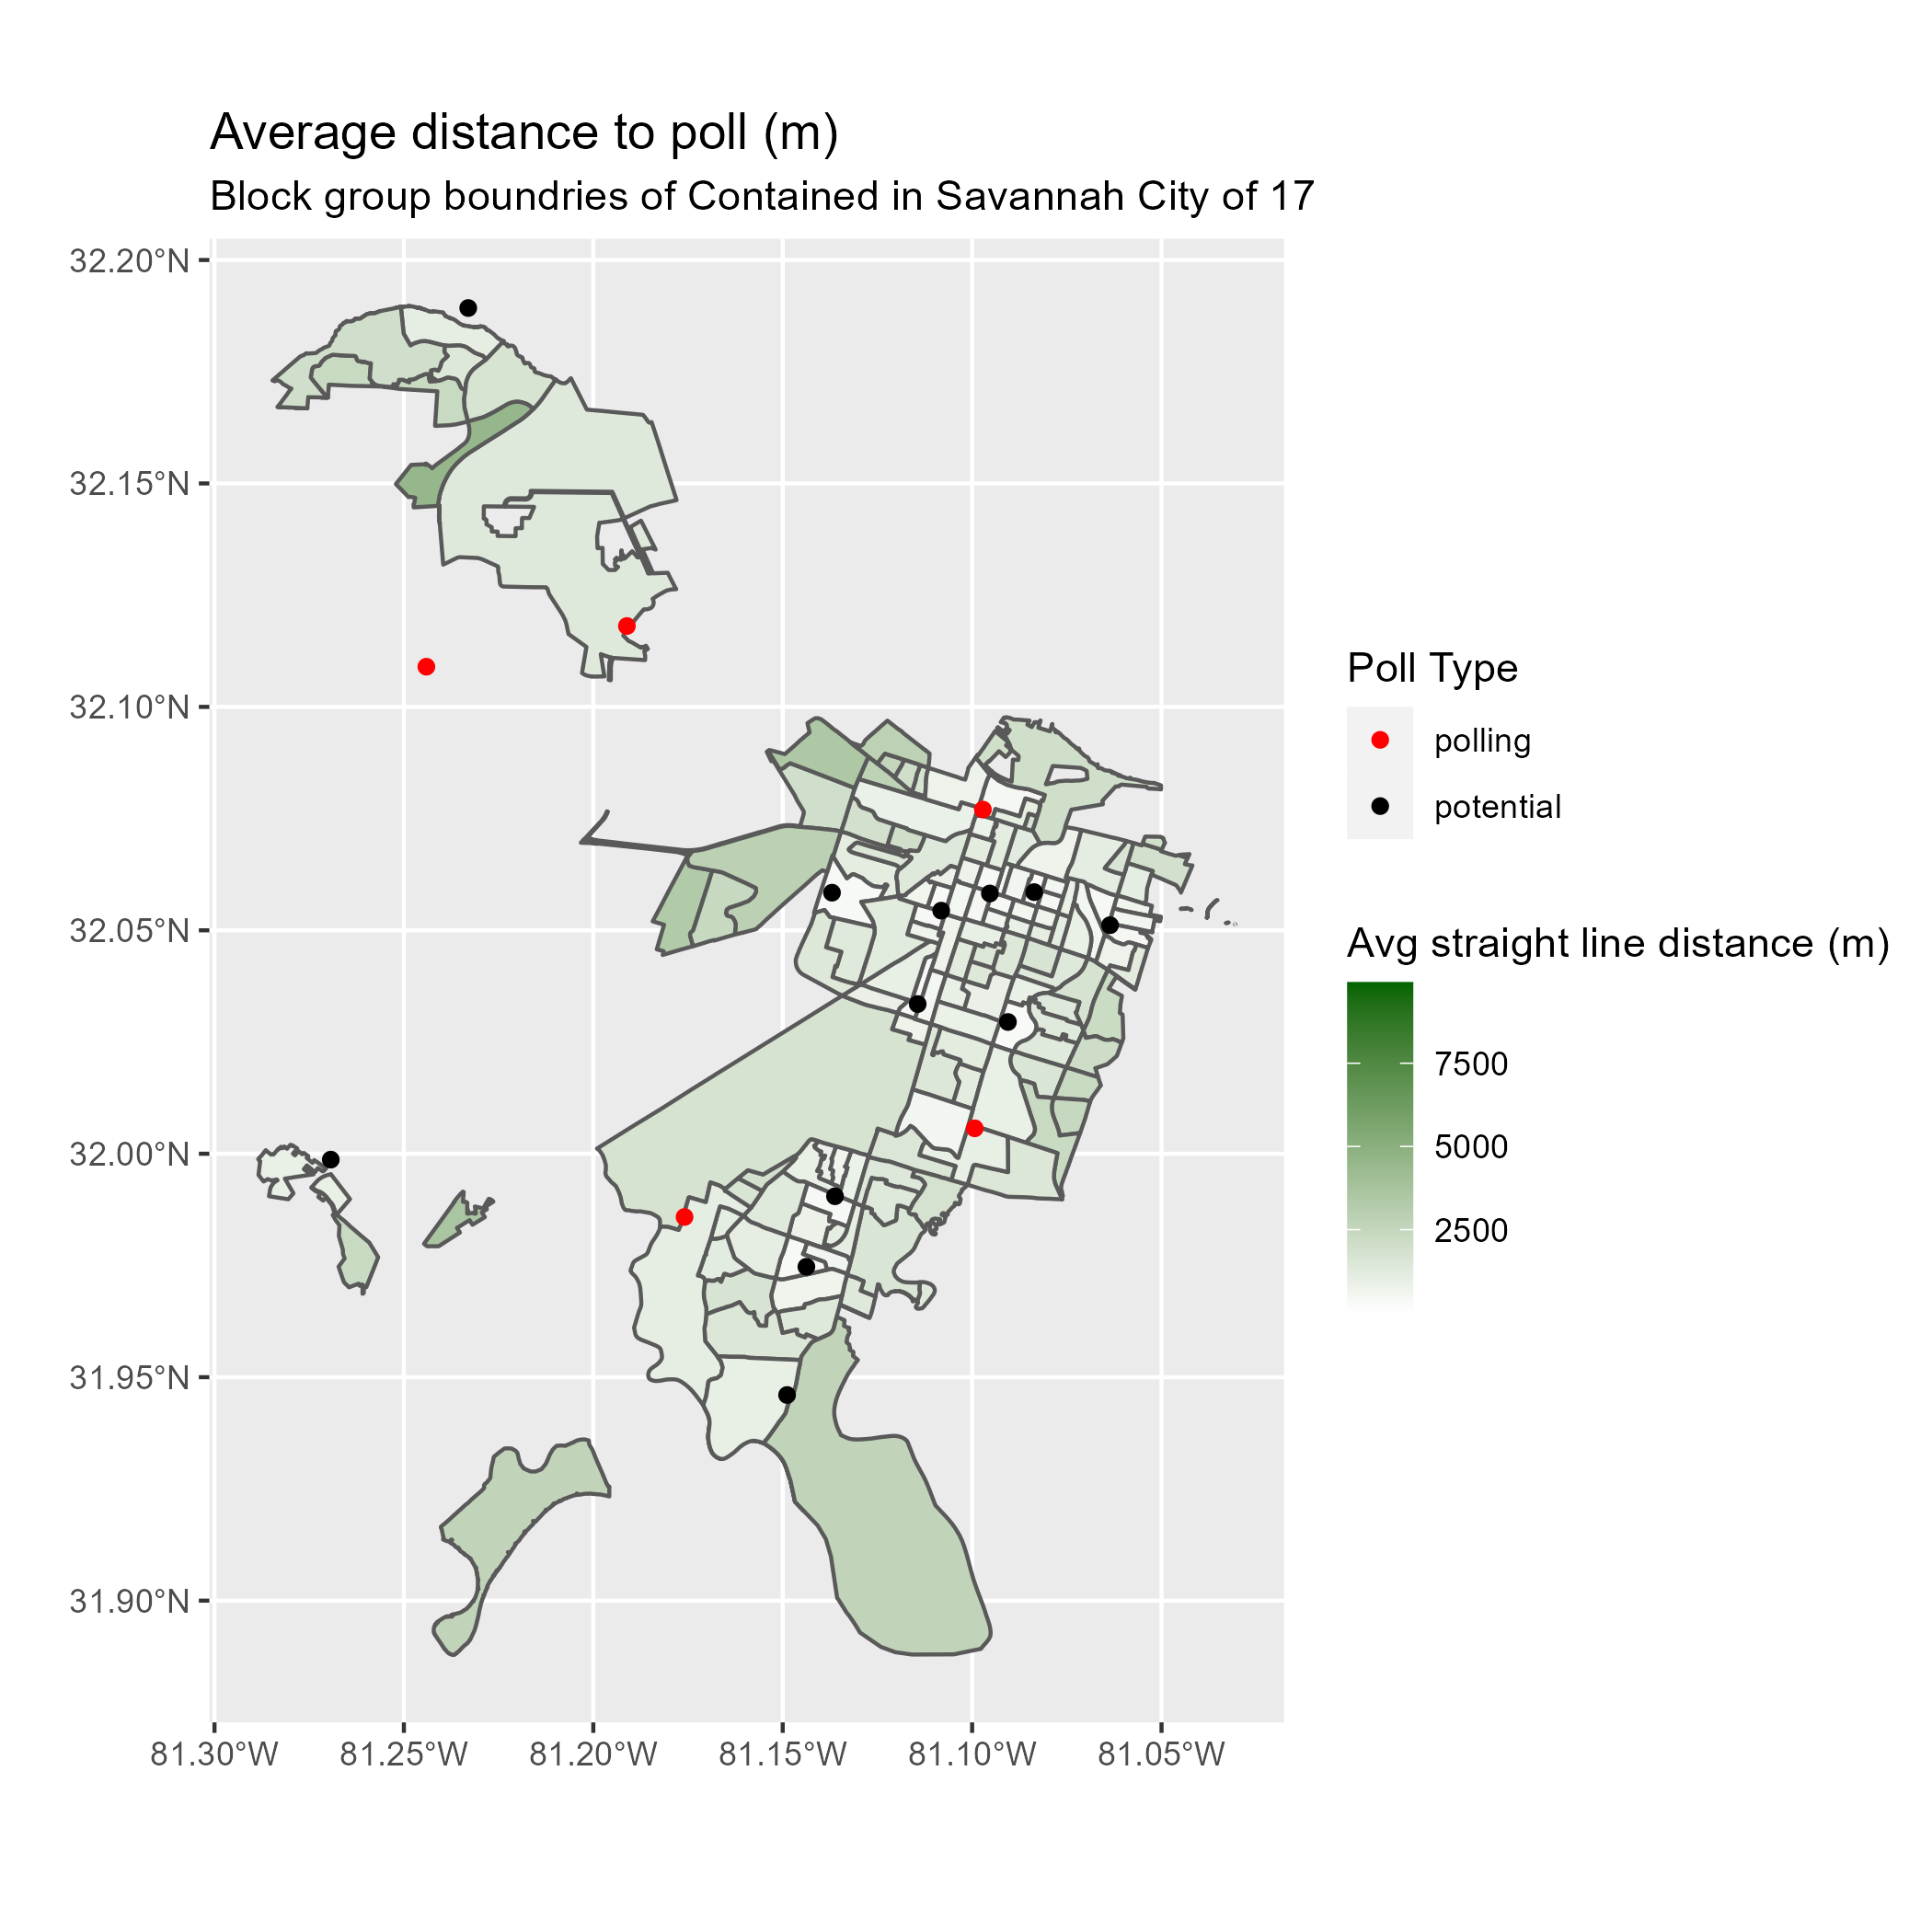 Average distance to poll (m)
Block group boundries of Contained in Savannah City of 17
32.20°N
32.15°N
32.10°N
32.05°N
32.00°N
31.95°N
31.90°N
81.30°W
81.25°W
81.20°W
81.15°W
81.10°W
81.05°W
Poll Type
polling
potential
Avg straight line distance (m)
7500
5000
2500